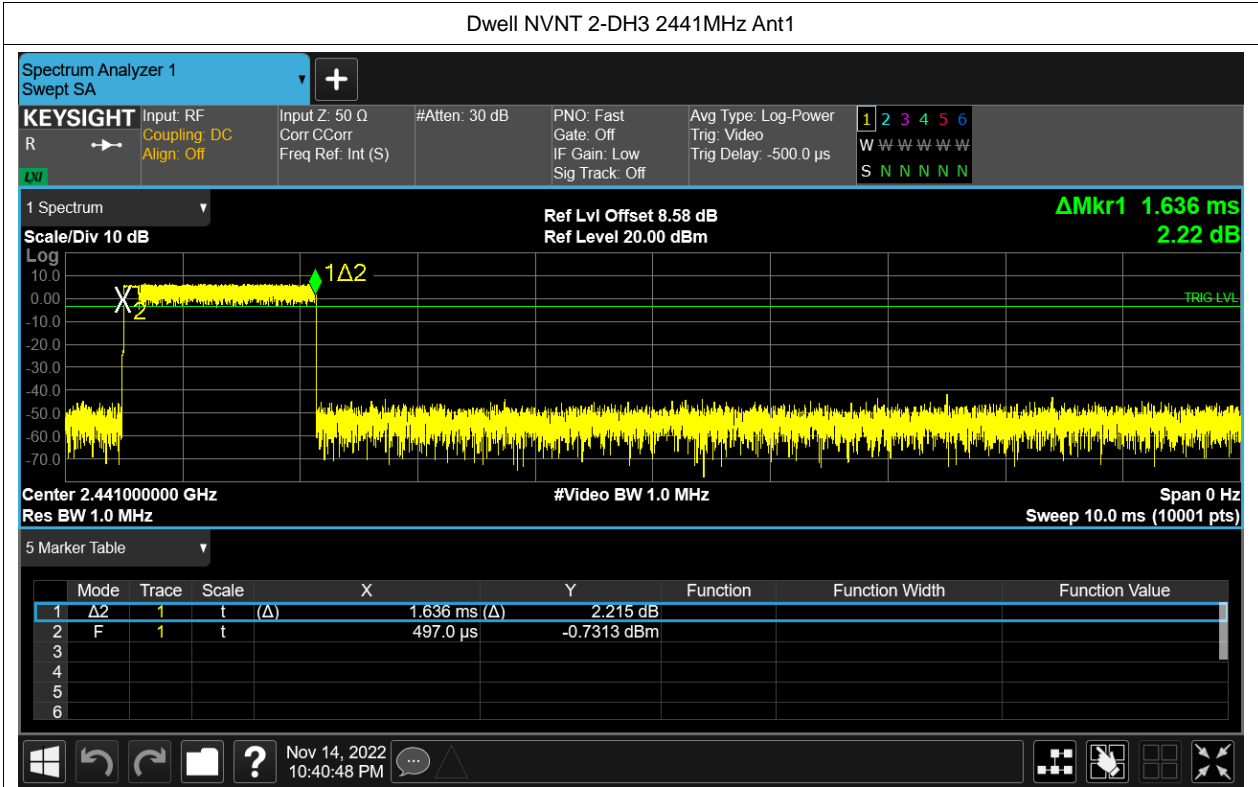 Dwell NVNT 2-DH3 2441MHz Ant1
Spectrum Analyzer 1
Swept SA
KEYSIGHT
R
LXI
Input: RF
Coupling: DC
Align: Off
Input Z: 50 Ω
Corr CCorr
Freq Ref: Int (S)
#Atten: 30 dB
PNO: Fast
Gate: Off
IF Gain: Low
Sig Track: Off
Avg Type: Log-Power
Trig: Video
Trig Delay: -500.0 µs
1 2 3 4 5 6
W W W W W W
S N N N N N
1 Spectrum
Scale/Div 10 dB
Ref Lvl Offset 8.58 dB
Ref Level 20.00 dBm
ΔMkr1 1.636 ms
2.22 dB
Log
10.0
0.00
-10.0
-20.0
-30.0
-40.0
-50.0
-60.0
-70.0
1Δ2
X2
TRIG LVL
Center 2.441000000 GHz #Video BW 1.0 MHz Span 0 Hz
Res BW 1.0 MHz Sweep 10.0 ms (10001 pts)
5 Marker Table
Mode Trace Scale X Y Function Function Width Function Value
1 Δ2 1 t (Δ) 1.636 ms (Δ) 2.215 dB
2 F 1 t 497.0 µs -0.7313 dBm
3
4
5
6
?
Nov 14, 2022
10:40:48 PM